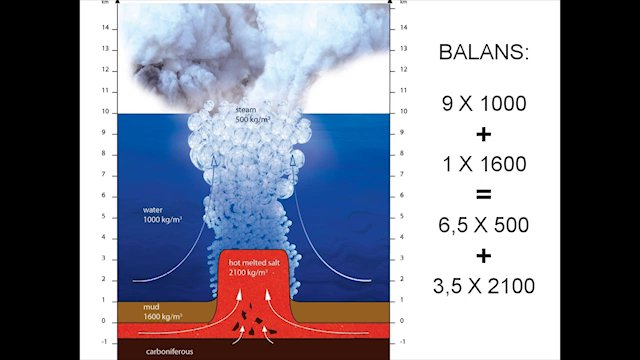 km
km
14
14
13
13
12
12
11
11
10
10
9
9
8
8
7
7
6
6
5
5
4
4
3
3
2
2
1
1
0
0
-1
-1
steam
500 kg/m³
water
1000 kg/m³
hot melted salt
2100 kg/m³
mud
1600 kg/m³
carboniferous
BALANS:
9 X 1000
+
1 X 1600
=
6,5 X 500
+
3,5 X 2100